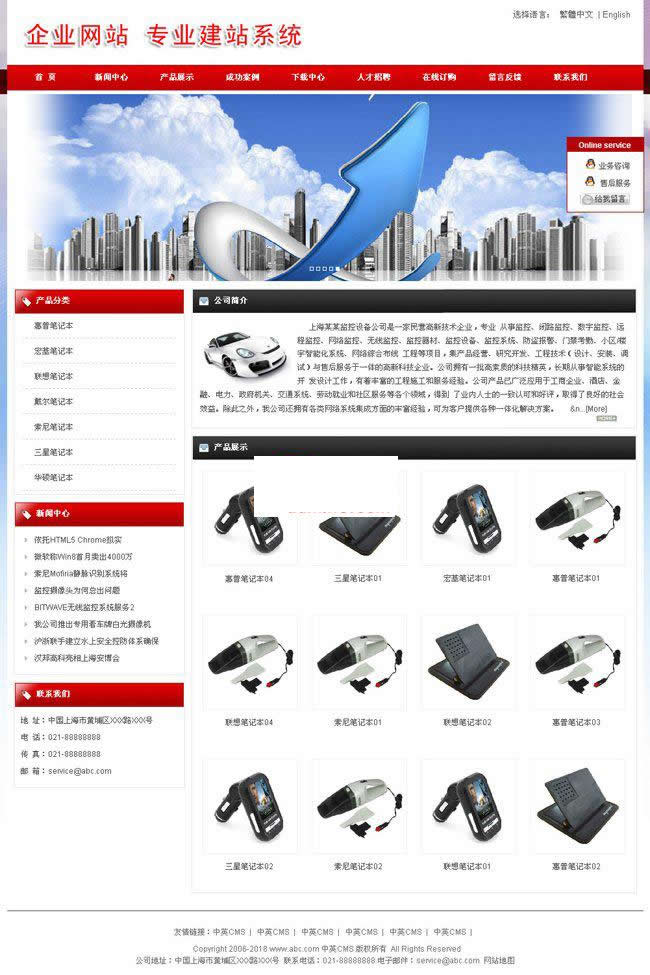 选择语言： 繁體中文 | English
企业网站 专业建站系统
首 页 新闻中心 产品展示 成功案例 下载中心 人才招聘 在线订购 留言反馈 联系我们
Online service
业务咨询
售后服务
给我留言
产品分类
惠普笔记本
宏基笔记本
联想笔记本
戴尔笔记本
索尼笔记本
三星笔记本
华硕笔记本
新闻中心
依托HTML5 Chrome拟实
微软称Win8首月卖出4000万
索尼Mofiria静脉识别系统将
监控摄像头为何总出问题
BITWAVE无线监控系统服务2
我公司推出专用看车牌白光摄像机
沪浙联手建立水上安全控防体系确保
汉邦高科亮相上海安博会
联系我们
地 址：中国上海市黄埔区XXX路XXX号
电 话：021-88888888
传 真：021-88888888
邮 箱：service@abc.com
公司简介
上海某某监控设备公司是一家民营高新技术企业，专业 从事监控、闭路监控、数字监控、远
程监控、网络监控、无线监控、监控器材、监控设备、监控系统、防盗报警、门禁考勤、小区/楼
宇智能化系统、网络综合布线 工程等项目，集产品经营、研究开发、工程技术（设计、安装、调
试）与售后服务于一体的高新科技企业。公司拥有一批高素质的科技精英，长期从事智能系统的
开 发设计工作，有着丰富的工程施工和服务经验。公司产品已广泛应用于工商企业、酒店、金
融、电力、政府机关、交通系统、劳动就业和社区服务等各个领域，得到 了业内人士的一致认可和好评，取得了良好的社会
效益。除此之外，我公司还拥有各类网络系统集成方面的丰富经验，可为客户提供各种一体化解决方案。 &n...[More]
产品展示
惠普笔记本04 三星笔记本01 宏基笔记本01 惠普笔记本01
联想笔记本04 索尼笔记本01 联想笔记本02 惠普笔记本03
三星笔记本02 索尼笔记本02 联想笔记本01 惠普笔记本02
友情链接：中英CMS | 中英CMS | 中英CMS | 中英CMS | 中英CMS | 中英CMS |
Copyright 2006-2018 www.abc.com 中英CMS 版权所有 All Rights Reserved
公司地址：中国上海市黄埔区XXX路XXX号 联系电话：021-88888888 电子邮件：service@abc.com 网站地图